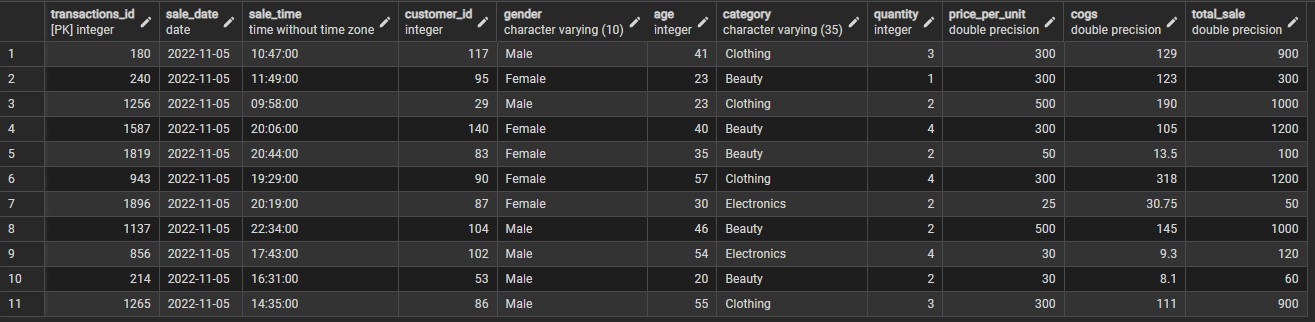 transactions_id sale_date sale_time customer_id gender age category quantity price_per_unit cogs total_sale
[PK] integer date time without time zone integer character varying (10) integer character varying (35) integer double precision double precision double precision
1 180 2022-11-05 10:47:00 117 Male 41 Clothing 3 300 129 900
2 240 2022-11-05 11:49:00 95 Female 23 Beauty 1 300 123 300
3 1256 2022-11-05 09:58:00 29 Male 23 Clothing 2 500 190 1000
4 1587 2022-11-05 20:06:00 140 Female 40 Beauty 4 300 105 1200
5 1819 2022-11-05 20:44:00 83 Female 35 Beauty 2 50 13.5 100
6 943 2022-11-05 19:29:00 90 Female 57 Clothing 4 300 318 1200
7 1896 2022-11-05 20:19:00 87 Female 30 Electronics 2 25 30.75 50
8 1137 2022-11-05 22:34:00 104 Male 46 Beauty 2 500 145 1000
9 856 2022-11-05 17:43:00 102 Male 54 Electronics 4 30 9.3 120
10 214 2022-11-05 16:31:00 53 Male 20 Beauty 2 30 8.1 60
11 1265 2022-11-05 14:35:00 86 Male 55 Clothing 3 300 111 900